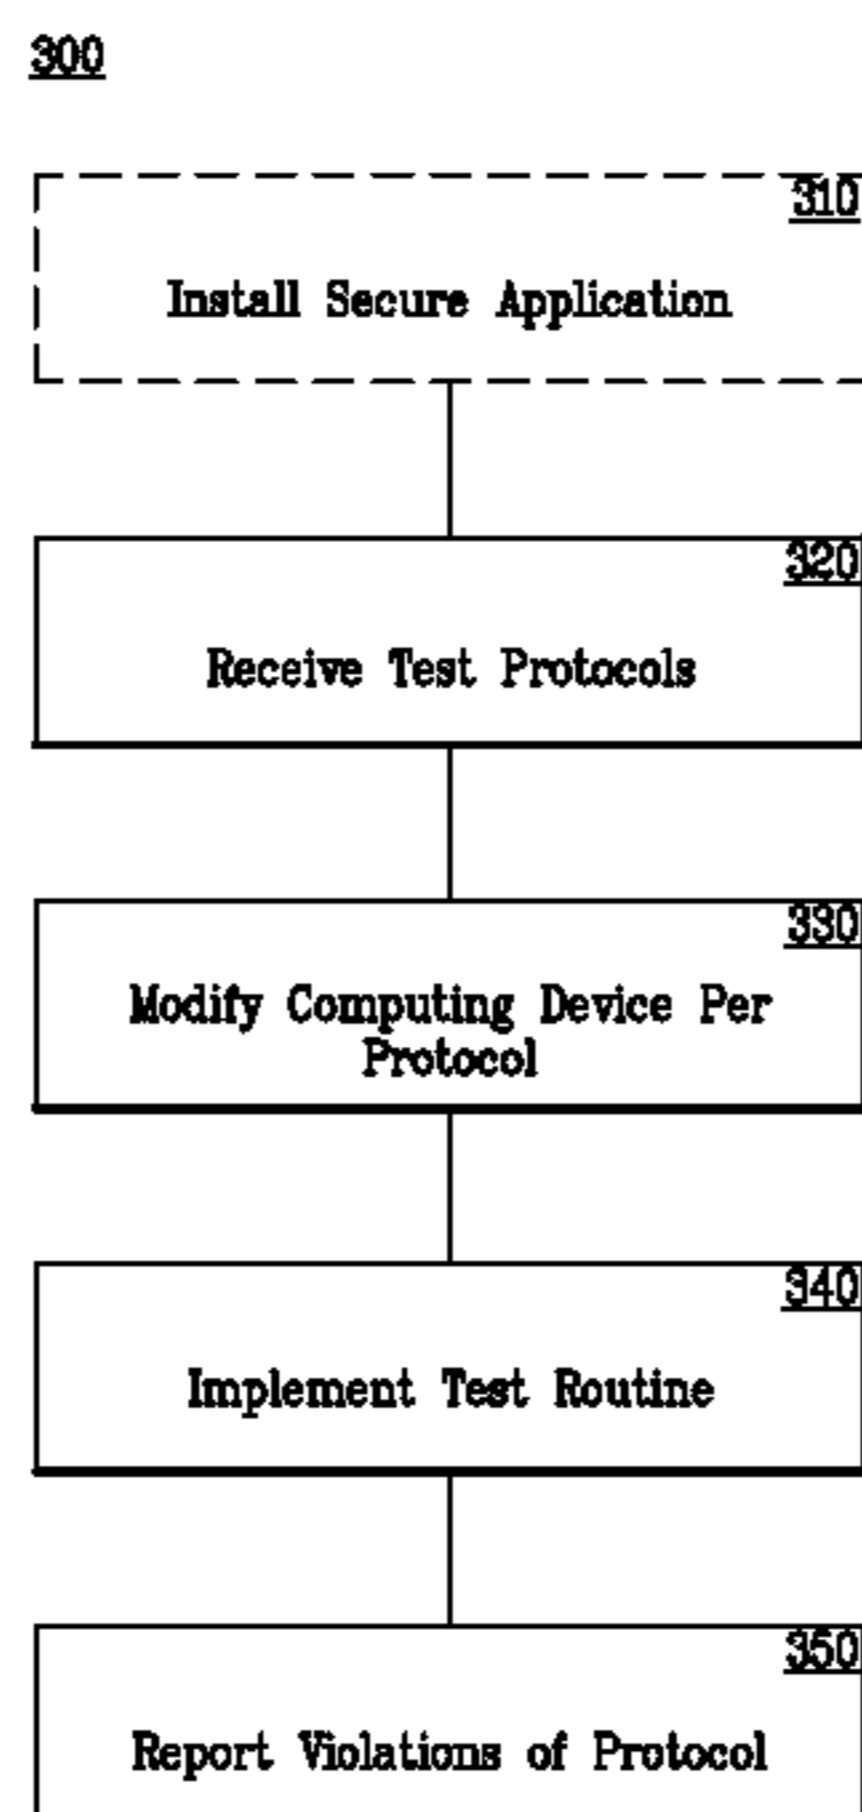 300
310
Install Secure Application
320
Receive Test Protocols
330
Modify Computing Device Per
Protocol
340
Implement Test Routine
350
Report Violations of Protocol